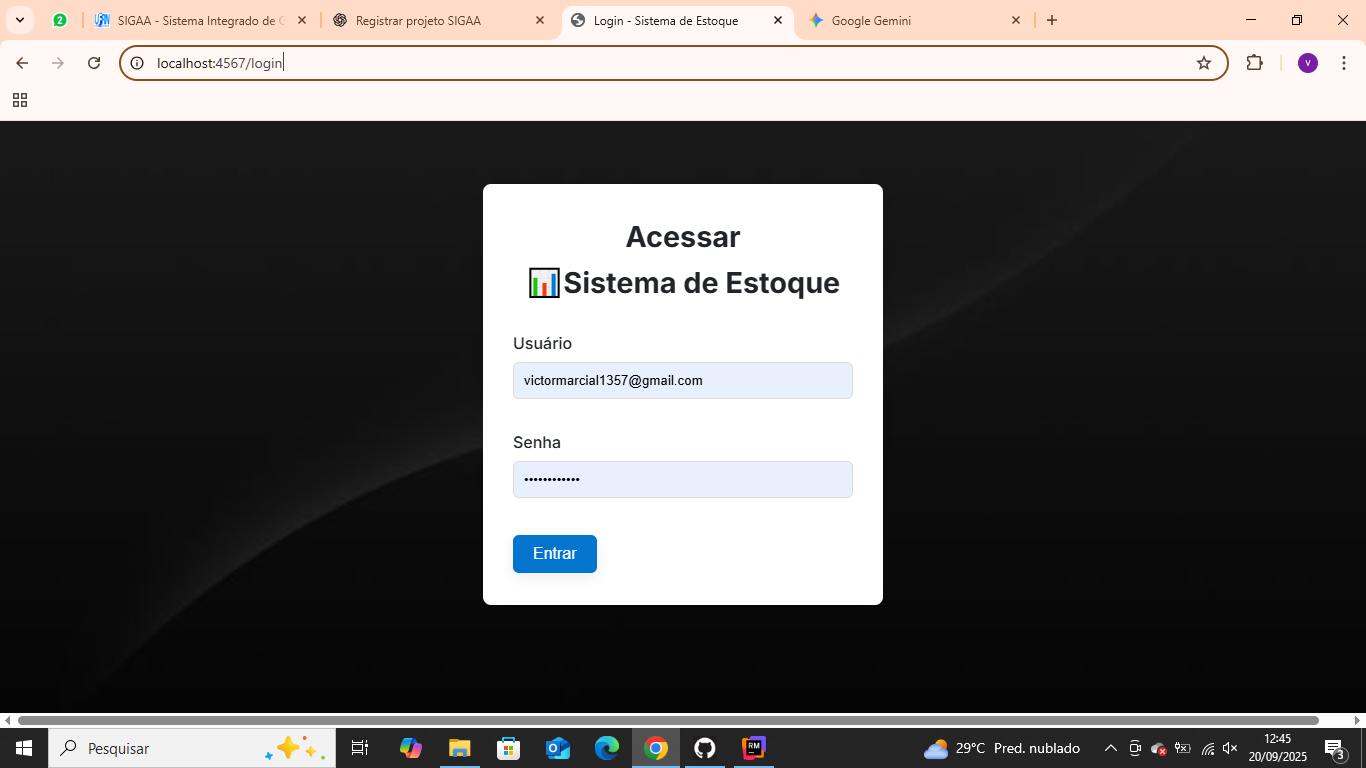 2
SIGAA - Sistema Integrado de
Registrar projeto SIGAA
Login - Sistema de Estoque
Google Gemini
localhost:4567/login
v
Acessar
Sistema de Estoque
Usuário
victormarcial1357@gmail.com
Senha
••••••••••••
Entrar
Pesquisar
RM
29°C Pred. nublado
12:45
20/09/2025
3